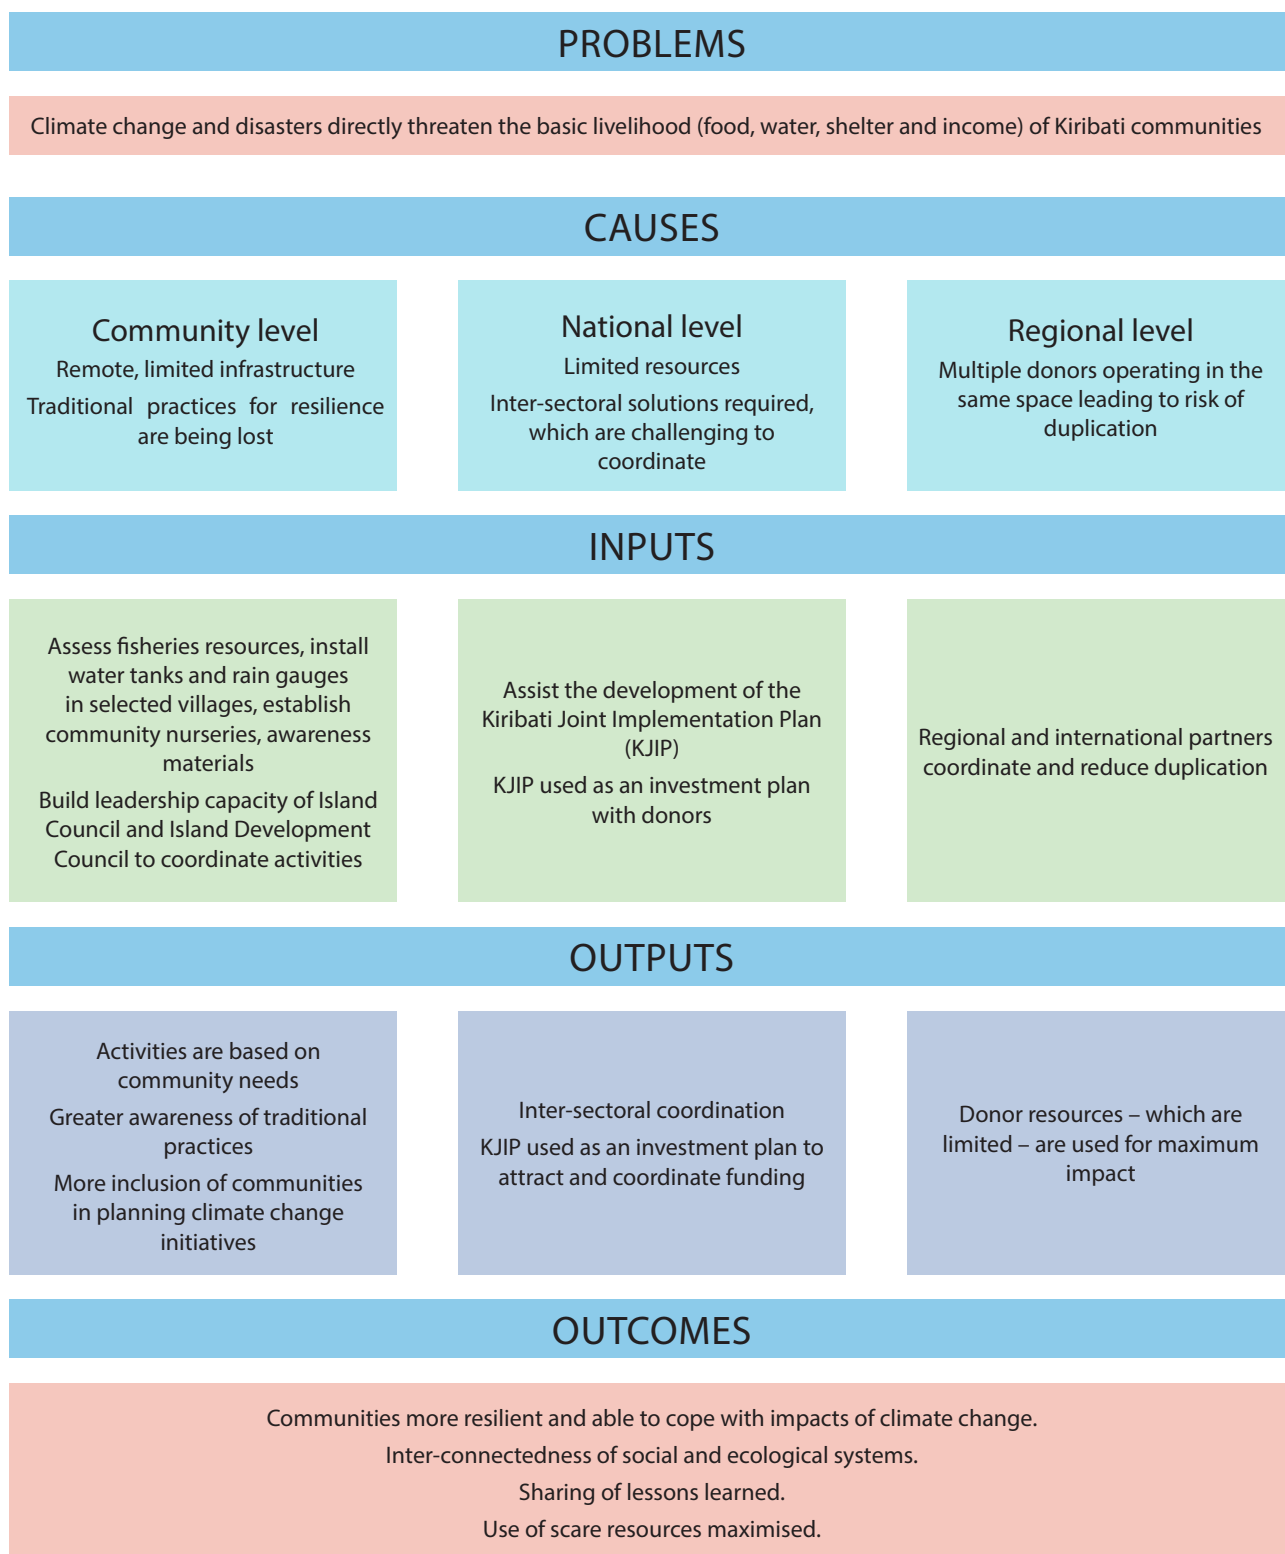 PROBLEMS
Climate change and disasters directly threaten the basic livelihood (food, water, shelter and income) of Kiribati communities
CAUSES
Community level
Remote, limited infrastructure
Traditional practices for resilience
are being lost
National level
Limited resources
Inter-sectoral solutions required,
which are challenging to
coordinate
Regional level
Multiple donors operating in the
same space leading to risk of
duplication
INPUTS
Assess fisheries resources, install
water tanks and rain gauges
in selected villages, establish
community nurseries, awareness
materials
Build leadership capacity of Island
Council and Island Development
Council to coordinate activities
Assist the development of the
Kiribati Joint Implementation Plan
(KJIP)
KJIP used as an investment plan
with donors
Regional and international partners
coordinate and reduce duplication
OUTPUTS
Activities are based on
community needs
Greater awareness of traditional
practices
More inclusion of communities
in planning climate change
initiatives
Inter-sectoral coordination
KJIP used as an investment plan to
attract and coordinate funding
Donor resources – which are
limited – are used for maximum
impact
OUTCOMES
Communities more resilient and able to cope with impacts of climate change.
Inter-connectedness of social and ecological systems.
Sharing of lessons learned.
Use of scare resources maximised.